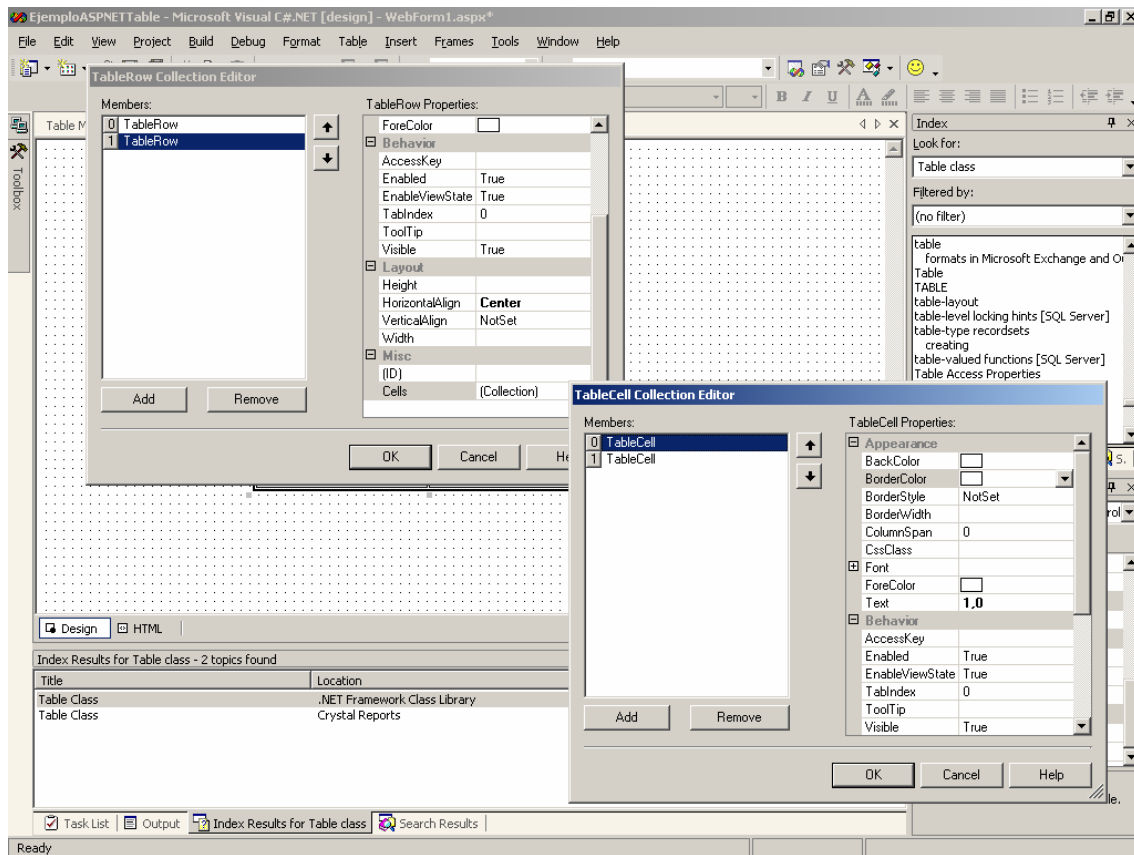 EjemploASPNETTable - Microsoft Visual C#.NET [design] - WebForm1.aspx*
File Edit View Project Build Debug Format Table Insert Frames Tools Window Help
B I U
TableRow Collection Editor
Members:
0 TableRow
1 TableRow
Add Remove
TableRow Properties:
ForeColor
Behavior
AccessKey
Enabled True
EnableViewState True
TabIndex 0
ToolTip
Visible True
Layout
Height
HorizontalAlign Center
VerticalAlign NotSet
Width
Misc
(ID)
Cells (Collection)
OK Cancel He
Toolbox
Table M
Index
Look for:
Table class
Filtered by:
(no filter)
table
formats in Microsoft Exchange and Ou
Table
TABLE
table-layout
table-level locking hints [SQL Server]
table-type recordsets
creating
table-valued functions [SQL Server]
Table Access Properties
S.
rol
TableCell Collection Editor
Members:
0 TableCell
1 TableCell
Add Remove
TableCell Properties:
Appearance
BackColor
BorderColor
BorderStyle NotSet
BorderWidth
ColumnSpan 0
CssClass
Font
ForeColor
Text 1,0
Behavior
AccessKey
Enabled True
EnableViewState True
TabIndex 0
ToolTip
Visible True
OK Cancel Help
le.
Design HTML
Index Results for Table class - 2 topics found
Title Location
Table Class .NET Framework Class Library
Table Class Crystal Reports
Task List Output Index Results for Table class Search Results
Ready